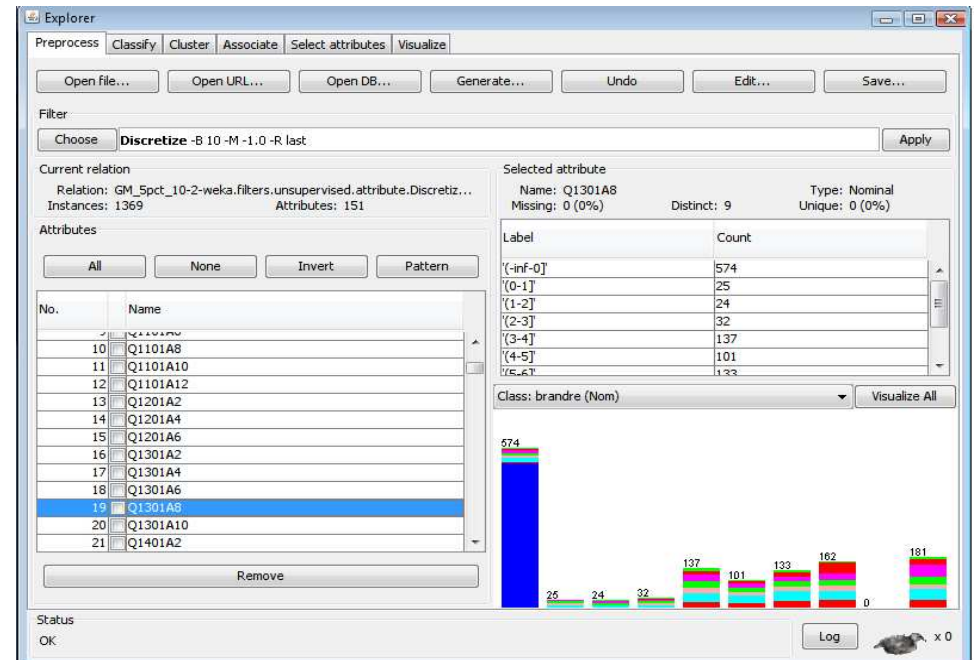 Explorer
Preprocess Classify Cluster Associate Select attributes Visualize
Open file... Open URL... Open DB... Generate... Undo Edit... Save...
Filter
Choose Discretize -B 10 -M -1.0 -R last Apply
Current relation
Relation: GM_5pct_10-2-weka.filters.unsupervised.attribute.Discretiz...
Instances: 1369 Attributes: 151
Attributes
All None Invert Pattern
No. Name
10 Q1101A8
11 Q1101A10
12 Q1101A12
13 Q1201A2
14 Q1201A4
15 Q1201A6
16 Q1301A2
17 Q1301A4
18 Q1301A6
19 Q1301A8
20 Q1301A10
21 Q1401A2
Remove
Selected attribute
Name: Q1301A8 Type: Nominal
Missing: 0 (0%) Distinct: 9 Unique: 0 (0%)
Label Count
'(-inf-0]' 574
'(0-1]' 25
'(1-2]' 24
'(2-3]' 32
'(3-4]' 137
'(4-5]' 101
'(5-6]' 133
Class: brandre (Nom) Visualize All
574
25 24 32 137 101 133 162 0 181
Status
OK
Log x 0